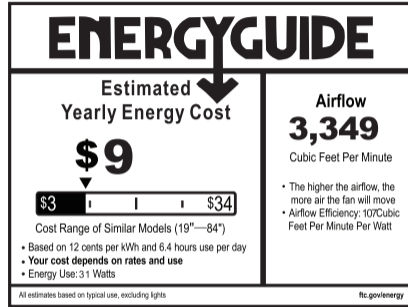 ENERGYGUIDE
Estimated
Yearly Energy Cost
$9
$3 $34
Cost Range of Similar Models (19"—84")
• Based on 12 cents per kWh and 6.4 hours use per day
• Your cost depends on rates and use
• Energy Use:31 Watts
Airflow
3,349
Cubic Feet Per Minute
• The higher the airflow, the
more air the fan will move
• Airflow Efficiency: 107Cubic
Feet Per Minute Per Watt
All estimates based on typical use, excluding lights
ftc.gov/energy